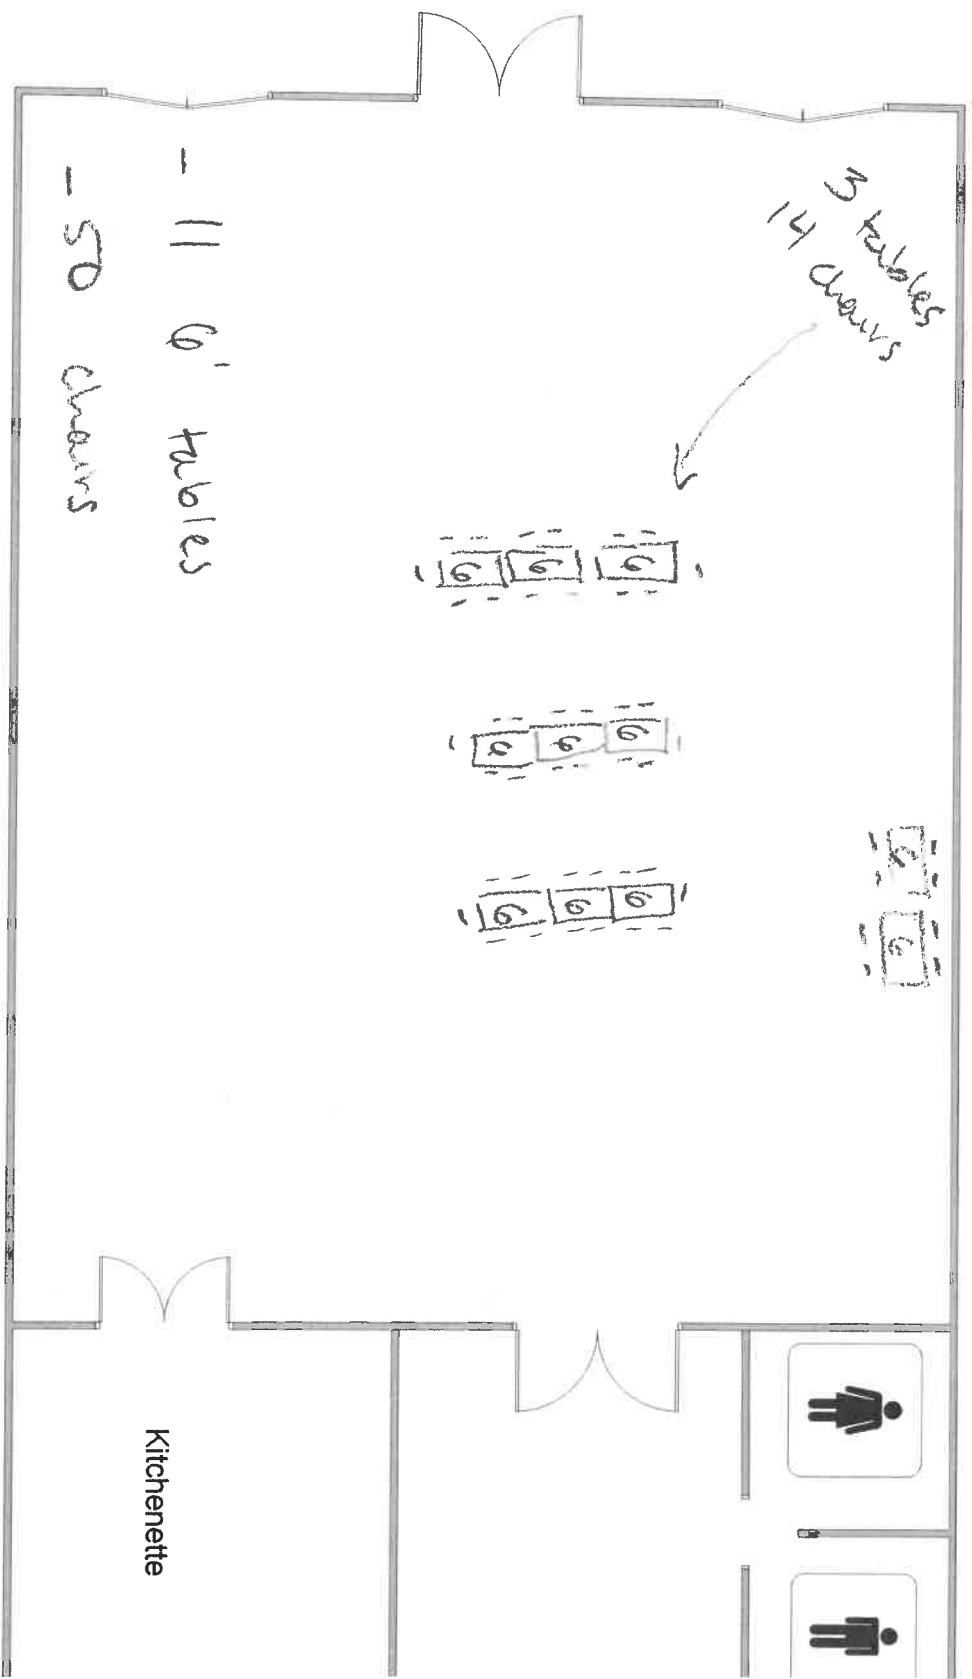 3 tables
14 chairs
- 11 6' tables
- 50 chairs
6 6 6
6 6 6
6 6 6
6 6
Kitchenette